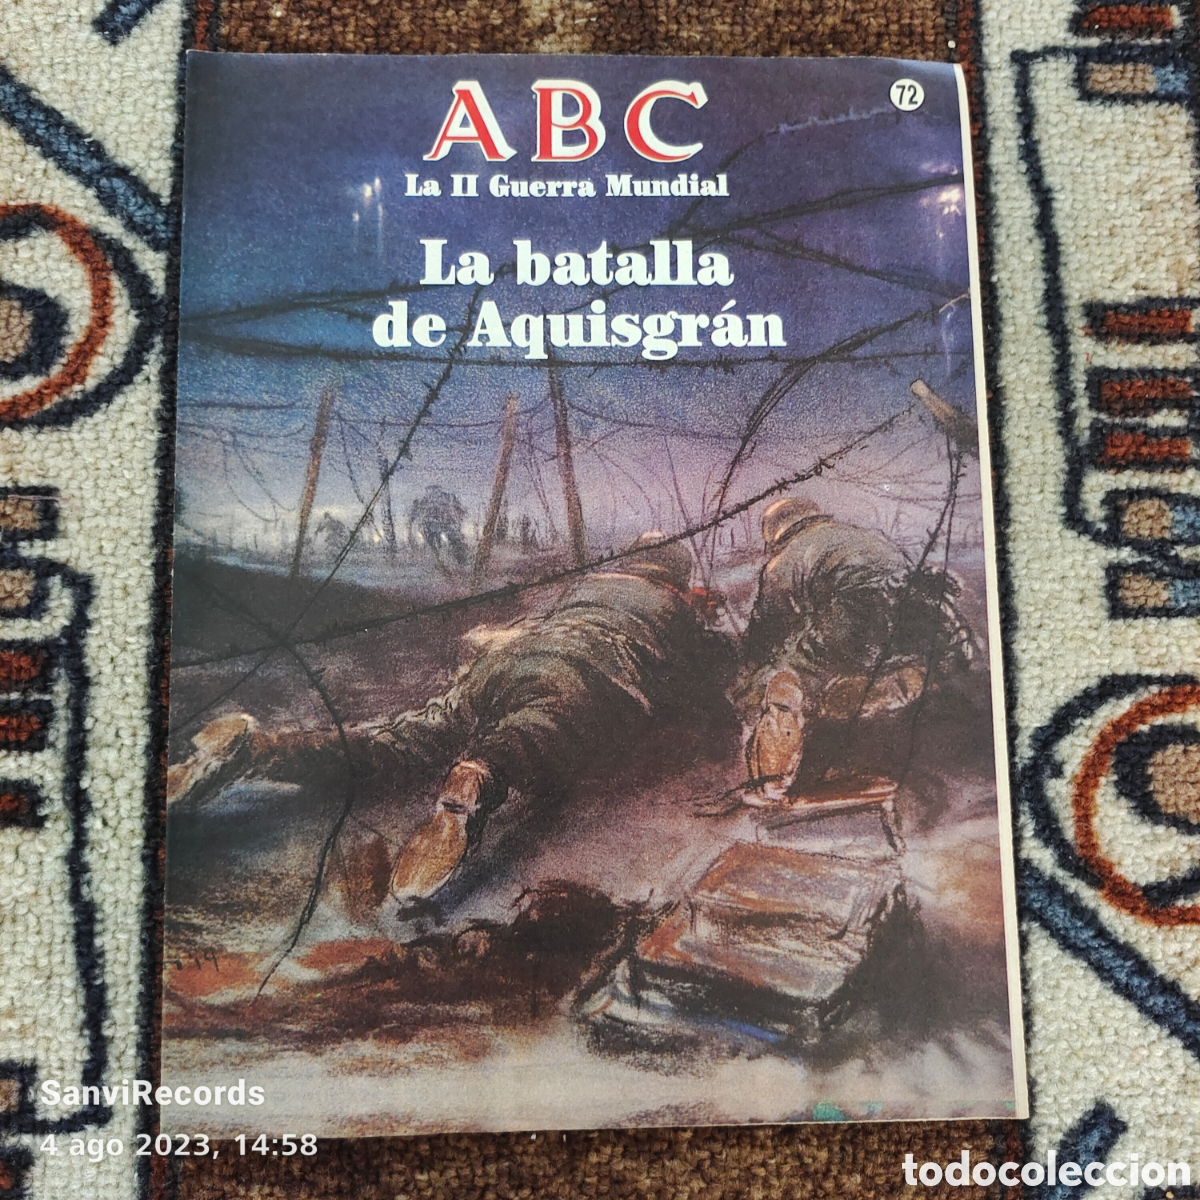 72
ABC
La II Guerra Mundial
La batalla
de Aquisgrán
SanviRecords
4 ago 2023, 14:58
todocoleccion